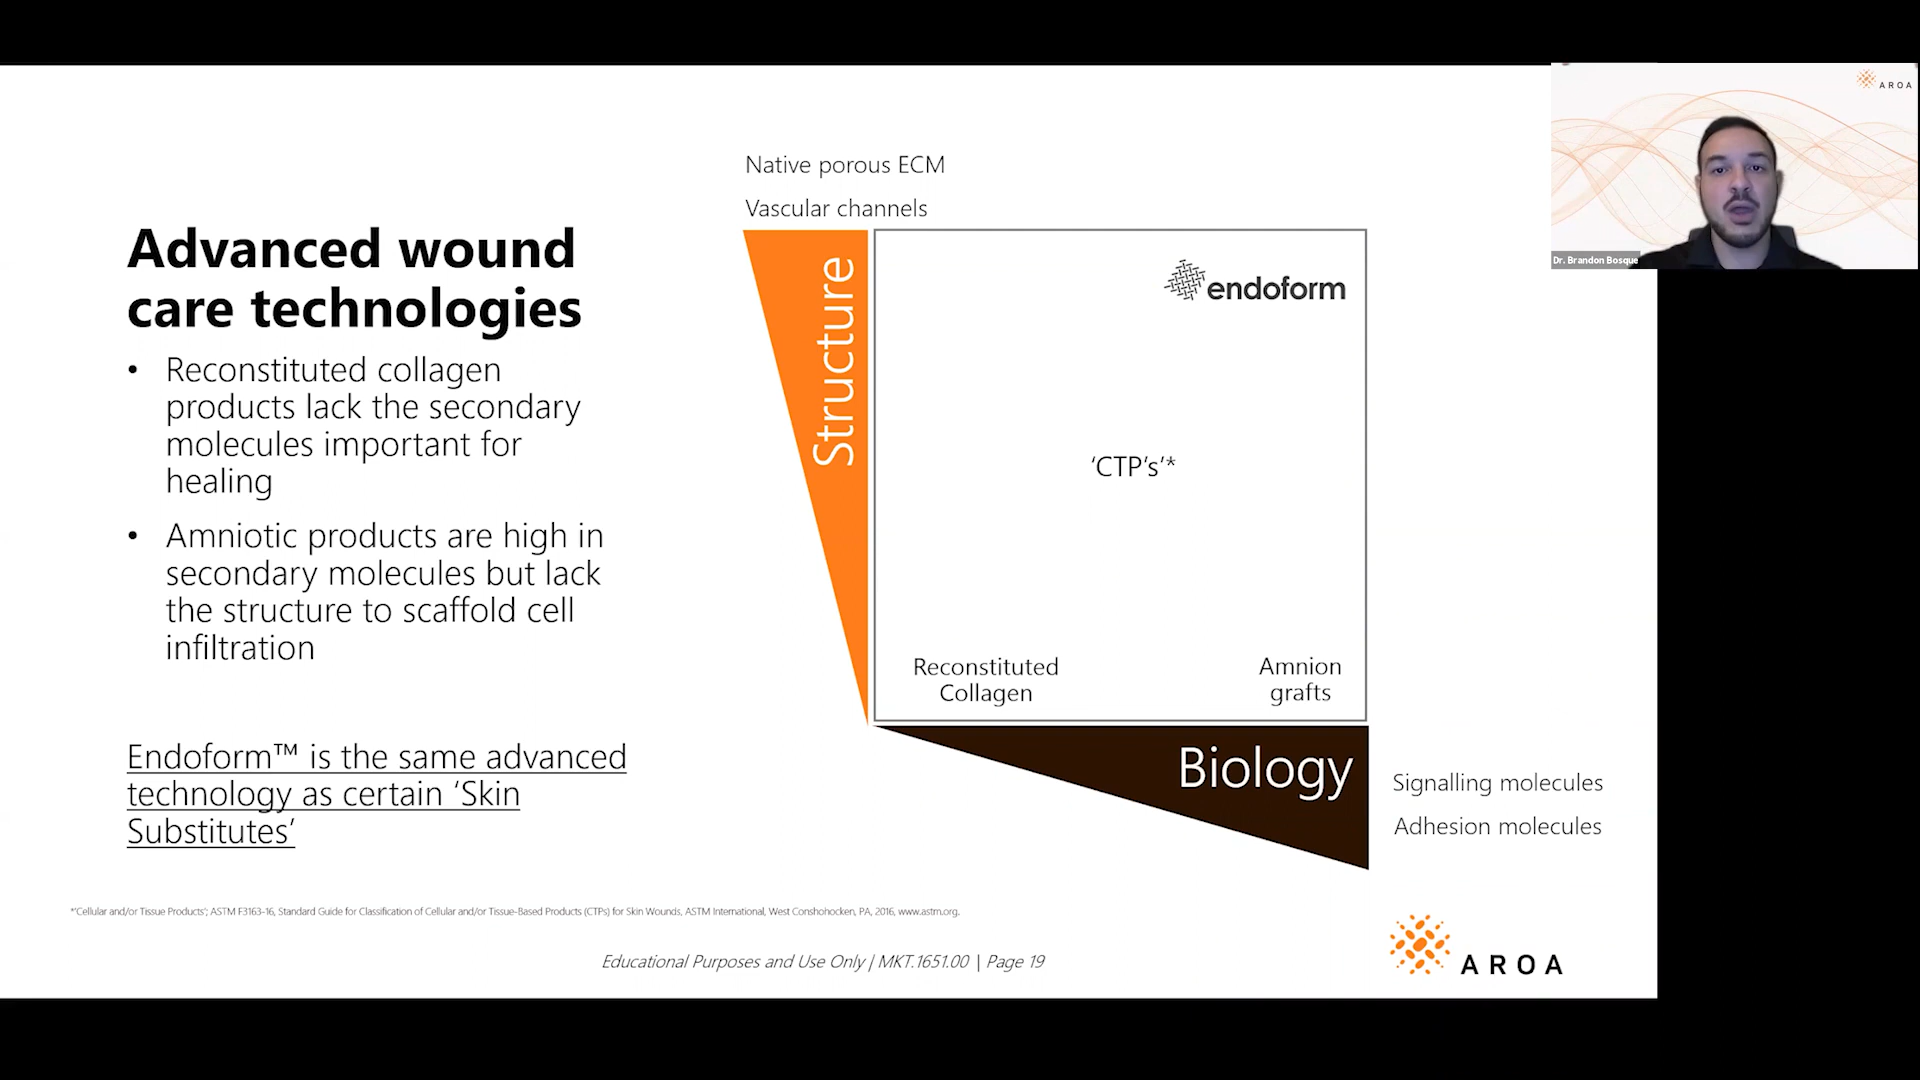 AROA
Dr. Brandon Bosque
Advanced wound
care technologies
• Reconstituted collagen
products lack the secondary
molecules important for
healing
• Amniotic products are high in
secondary molecules but lack
the structure to scaffold cell
infiltration
Endoform™ is the same advanced
technology as certain ‘Skin
Substitutes’
Native porous ECM
Vascular channels
Structure
endoform
‘CTP’s’*
Reconstituted
Collagen
Amnion
grafts
Biology
Signalling molecules
Adhesion molecules
*‘Cellular and/or Tissue Products’; ASTM F3163-16, Standard Guide for Classification of Cellular and/or Tissue-Based Products (CTPs) for Skin Wounds, ASTM International, West Conshohocken, PA, 2016, www.astm.org.
Educational Purposes and Use Only | MKT.1651.00 | Page 19
AROA